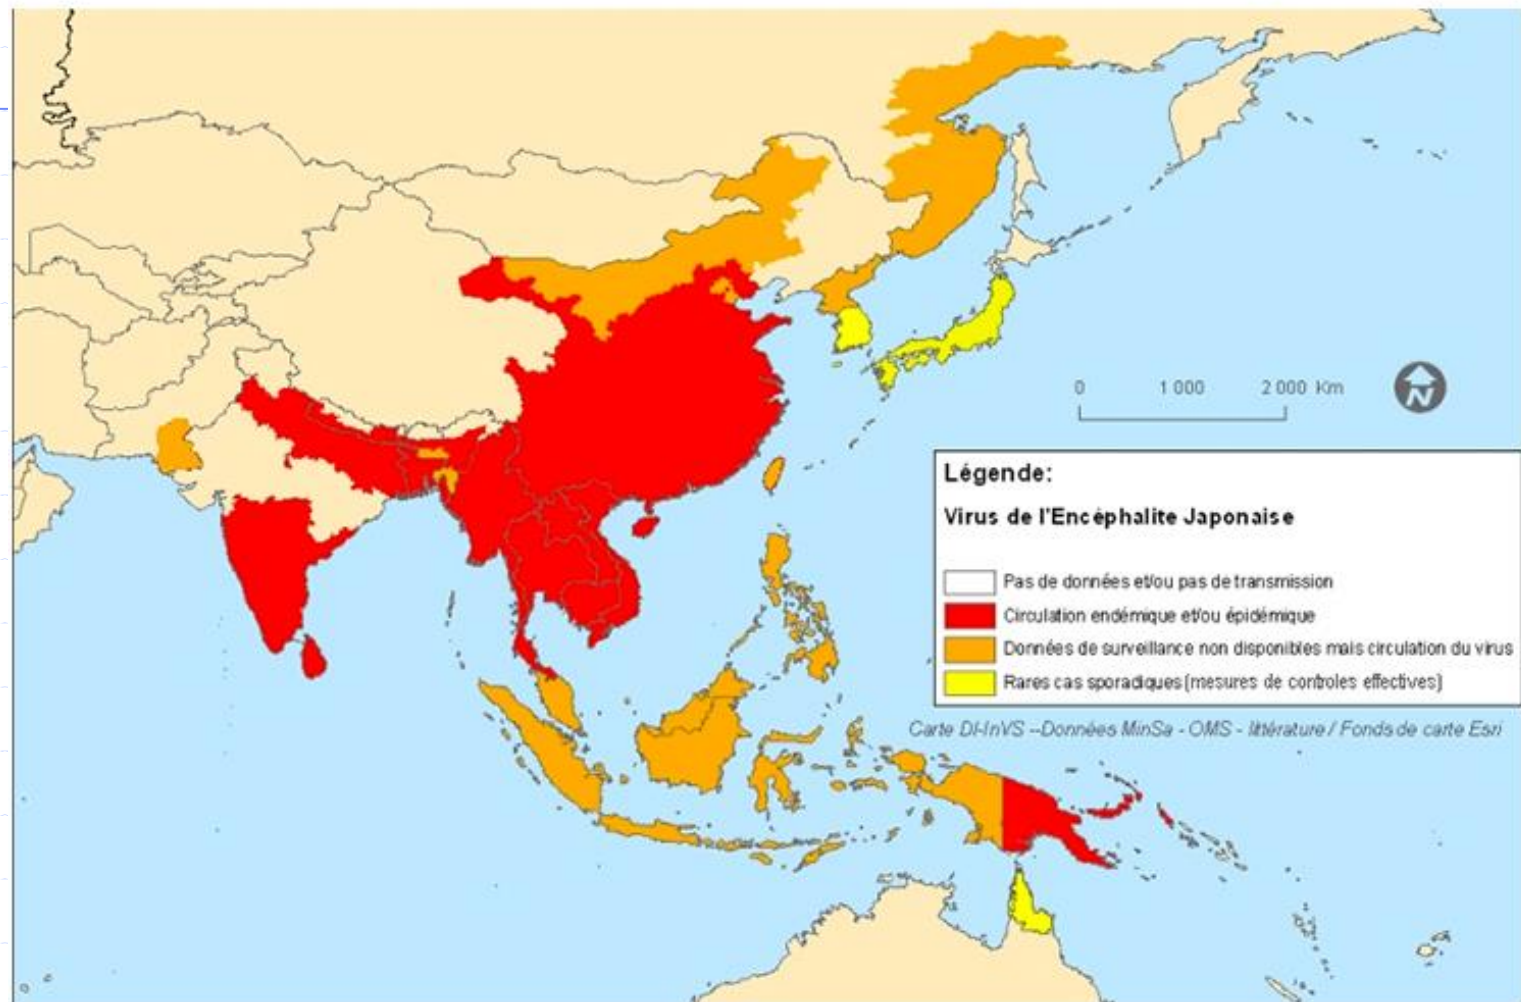 0 1 000 2 000 Km
N
Légende:
Virus de l'Encéphalite Japonaise
Pas de données et/ou pas de transmission
Circulation endémique et/ou épidémique
Données de surveillance non disponibles mais circulation du virus
Rares cas sporadiques (mesures de controles effectives)
Carte DI-InVS --Données MinSa - OMS - littérature / Fonds de carte Esri